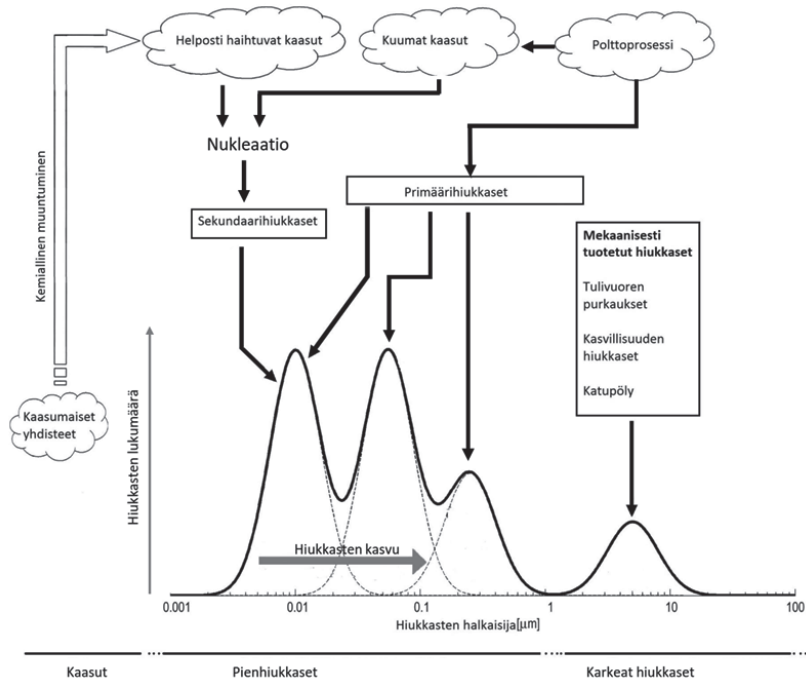 Helposti haihtuvat kaasut
Kuumat kaasut
Polttoprosessi
Nukleaatio
Primäärihiukkaset
Sekundaarihiukkaset
Kemiallinen muuntuminen
Mekaanisesti
tuotetut hiukkaset
Tulivuoren
purkaukset
Kasvillisuuden
hiukkaset
Katupöly
Kaasumaiset
yhdisteet
Hiukkasten lukumäärä
Hiukkasten kasvu
0.001
0.01
0.1
1
10
100
Hiukkasten halkaisija[µm]
Kaasut
Pienhiukkaset
Karkeat hiukkaset